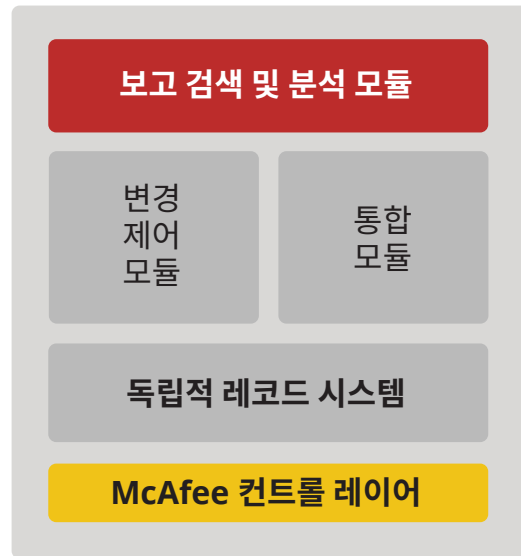 보고 검색 및 분석 모듈
변경
제어
모듈
통합
모듈
독립적 레코드 시스템
McAfee 컨트롤 레이어